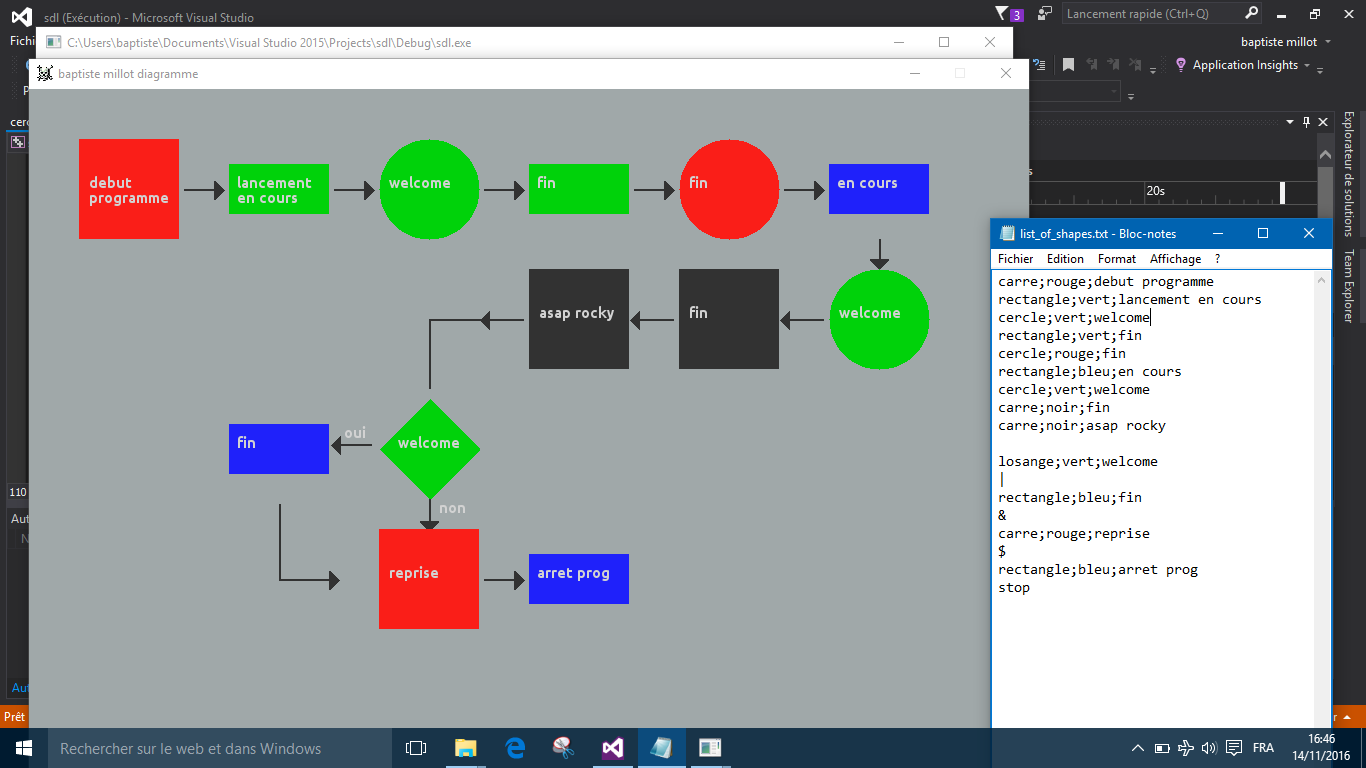 sdl (Exécution) - Microsoft Visual Studio
3
Lancement rapide (Ctrl+Q)
Fichi
C:\Users\baptiste\Documents\Visual Studio 2015\Projects\sdl\Debug\sdl.exe
baptiste millot
baptiste millot diagramme
Application Insights
P
cerc
20s
Explorateur de solutions
Team Explorer
debut
programme
lancement
en cours
welcome
fin
fin
en cours
asap rocky
fin
welcome
fin
oui
welcome
non
reprise
arret prog
list_of_shapes.txt - Bloc-notes
Fichier Edition Format Affichage ?
carre;rouge;debut programme
rectangle;vert;lancement en cours
cercle;vert;welcome
rectangle;vert;fin
cercle;rouge;fin
rectangle;bleu;en cours
cercle;vert;welcome
carre;noir;fin
carre;noir;asap rocky
losange;vert;welcome
|
rectangle;bleu;fin
&
carre;rouge;reprise
$
rectangle;bleu;arret prog
stop
110
Aut
N
Aut
Prêt
Rechercher sur le web et dans Windows
FRA
16:46
14/11/2016